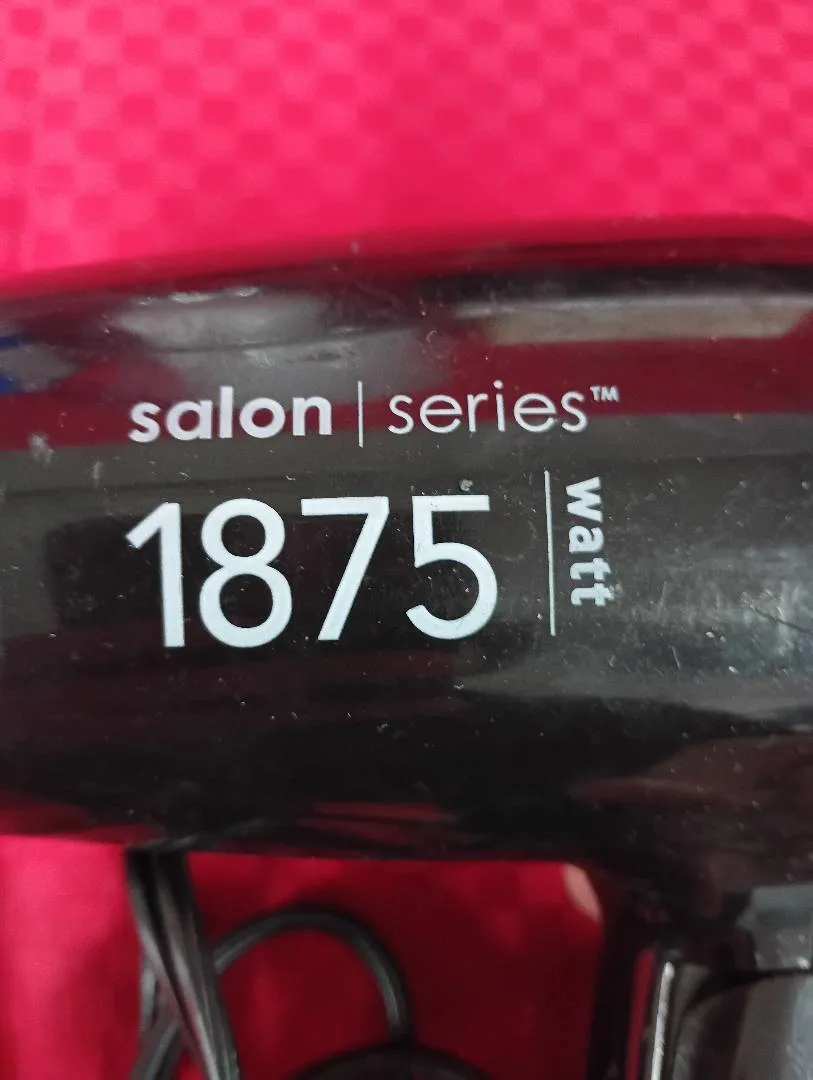 salon | series™
1875
watt